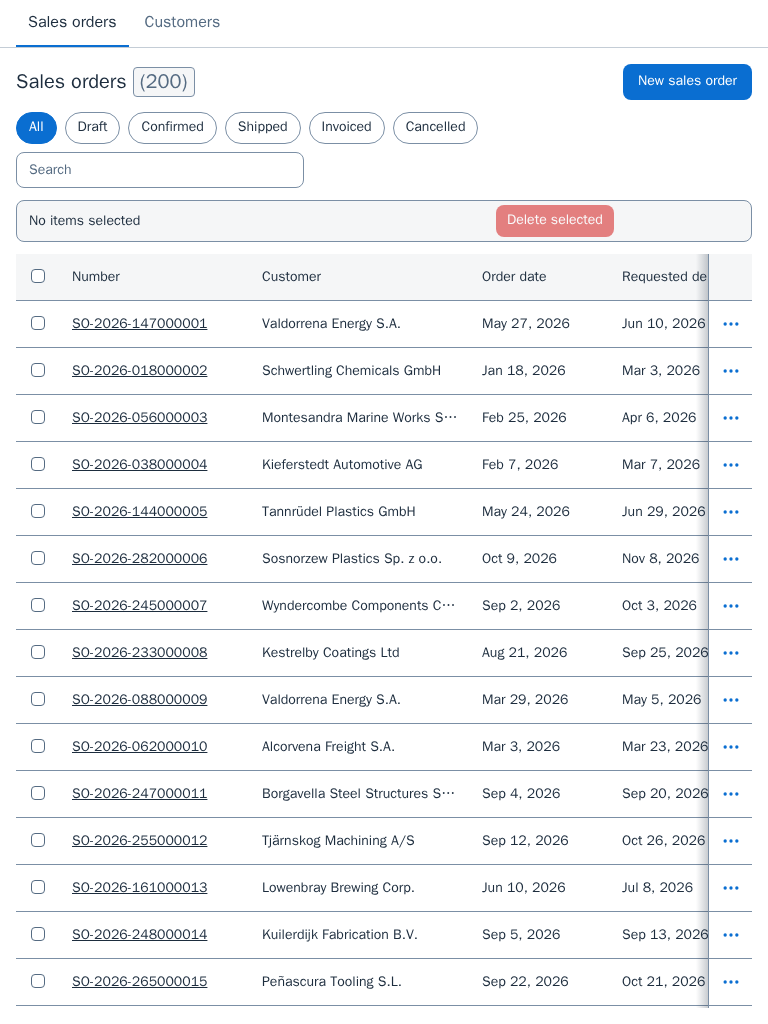 Sales orders Customers
Sales orders (200) New sales order
All Draft Confirmed Shipped Invoiced Cancelled
Search
No items selected Delete selected
Number Customer Order date Requested de
SO-2026-147000001 Valdorrena Energy S.A. May 27, 2026 Jun 10, 2026
SO-2026-018000002 Schwertling Chemicals GmbH Jan 18, 2026 Mar 3, 2026
SO-2026-056000003 Montesandra Marine Works S··· Feb 25, 2026 Apr 6, 2026
SO-2026-038000004 Kieferstedt Automotive AG Feb 7, 2026 Mar 7, 2026
SO-2026-144000005 Tannrüdel Plastics GmbH May 24, 2026 Jun 29, 2026
SO-2026-282000006 Sosnorzew Plastics Sp. z o.o. Oct 9, 2026 Nov 8, 2026
SO-2026-245000007 Wyndercombe Components C··· Sep 2, 2026 Oct 3, 2026
SO-2026-233000008 Kestrelby Coatings Ltd Aug 21, 2026 Sep 25, 2026
SO-2026-088000009 Valdorrena Energy S.A. Mar 29, 2026 May 5, 2026
SO-2026-062000010 Alcorvena Freight S.A. Mar 3, 2026 Mar 23, 2026
SO-2026-247000011 Borgavella Steel Structures S··· Sep 4, 2026 Sep 20, 2026
SO-2026-255000012 Tjärnskog Machining A/S Sep 12, 2026 Oct 26, 2026
SO-2026-161000013 Lowenbray Brewing Corp. Jun 10, 2026 Jul 8, 2026
SO-2026-248000014 Kuilerdijk Fabrication B.V. Sep 5, 2026 Sep 13, 2026
SO-2026-265000015 Peñascura Tooling S.L. Sep 22, 2026 Oct 21, 2026